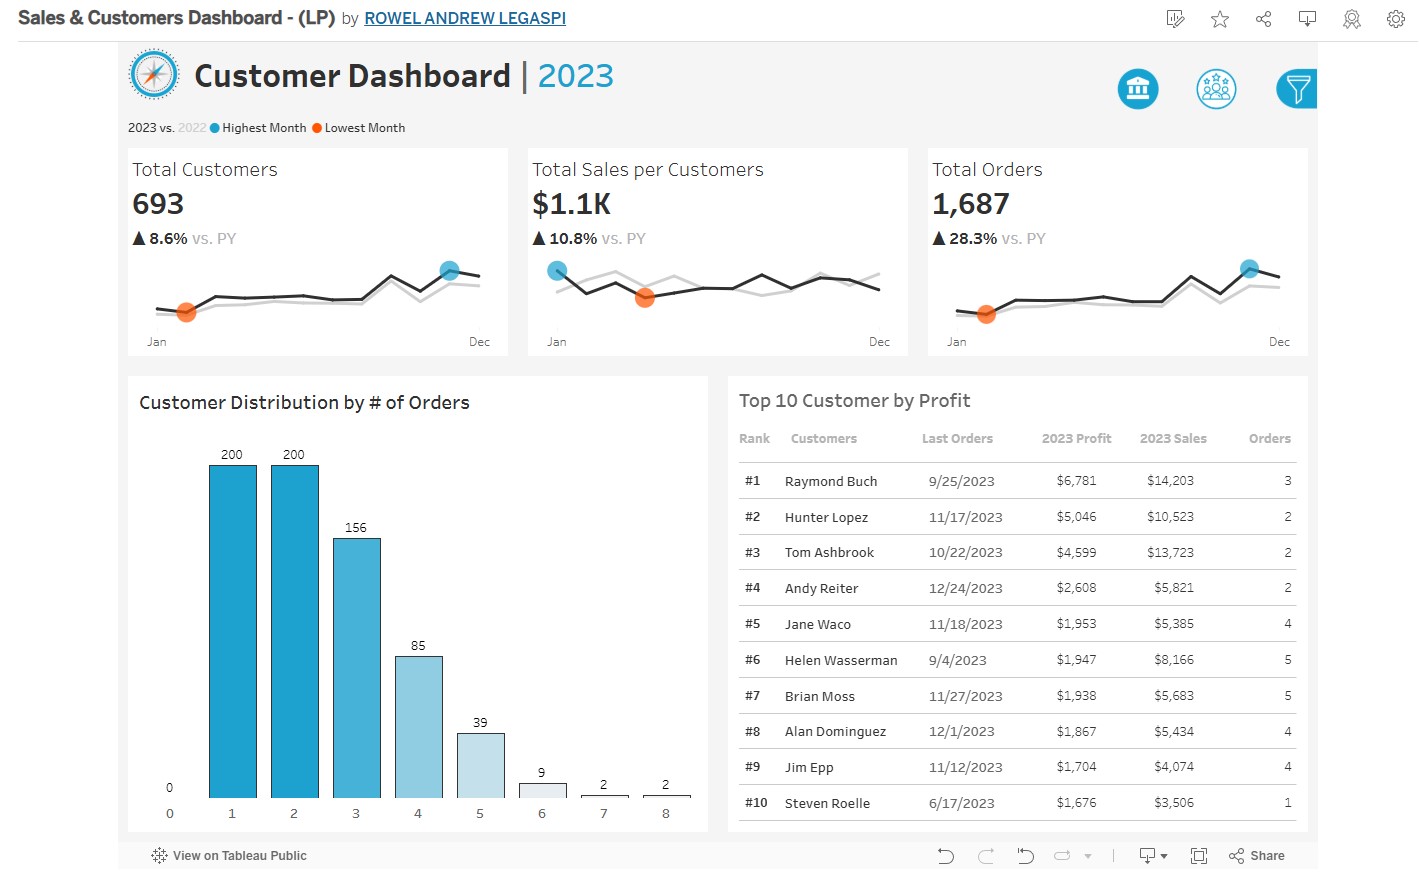 Sales & Customers Dashboard - (LP) by ROWEL ANDREW LEGASPI
Customer Dashboard | 2023
2023 vs. 2022 Highest Month Lowest Month
Total Customers
693
▲ 8.6% vs. PY
Jan Dec
Total Sales per Customers
$1.1K
▲ 10.8% vs. PY
Jan Dec
Total Orders
1,687
▲ 28.3% vs. PY
Jan Dec
Customer Distribution by # of Orders
0 200 200 156 85 39 9 2 2
0 1 2 3 4 5 6 7 8
Top 10 Customer by Profit
Rank Customers Last Orders 2023 Profit 2023 Sales Orders
#1 Raymond Buch 9/25/2023 $6,781 $14,203 3
#2 Hunter Lopez 11/17/2023 $5,046 $10,523 2
#3 Tom Ashbrook 10/22/2023 $4,599 $13,723 2
#4 Andy Reiter 12/24/2023 $2,608 $5,821 2
#5 Jane Waco 11/18/2023 $1,953 $5,385 4
#6 Helen Wasserman 9/4/2023 $1,947 $8,166 5
#7 Brian Moss 11/27/2023 $1,938 $5,683 5
#8 Alan Dominguez 12/1/2023 $1,867 $5,434 4
#9 Jim Epp 11/12/2023 $1,704 $4,074 4
#10 Steven Roelle 6/17/2023 $1,676 $3,506 1
View on Tableau Public
Share